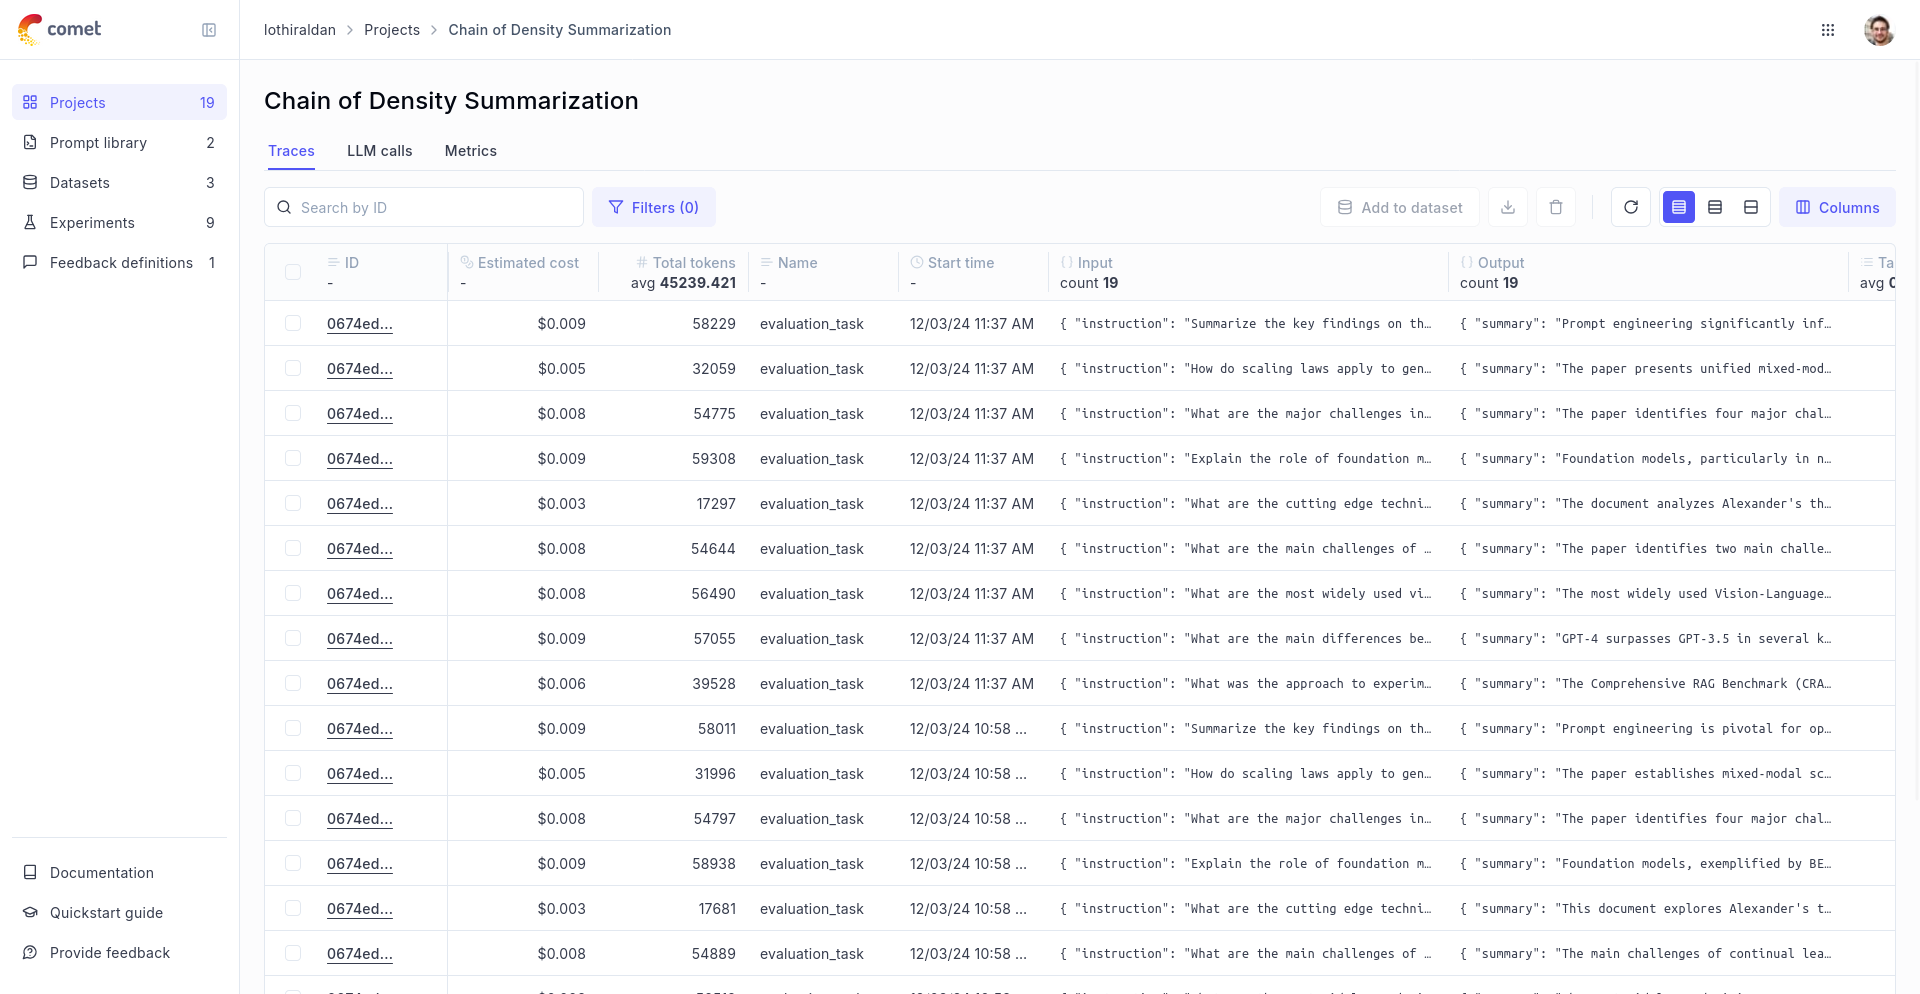 comet
lothiraldan > Projects > Chain of Density Summarization
Projects 19
Prompt library 2
Datasets 3
Experiments 9
Feedback definitions 1
Documentation
Quickstart guide
Provide feedback
Chain of Density Summarization
Traces LLM calls Metrics
Search by ID Filters (0) Add to dataset Columns
ID Estimated cost # Total tokens Name Start time {} Input {} Output Ta
- - avg 45239.421 - - count 19 count 19 avg
0674ed... $0.009 58229 evaluation_task 12/03/24 11:37 AM { "instruction": "Summarize the key findings on th… { "summary": "Prompt engineering significantly inf…
0674ed... $0.005 32059 evaluation_task 12/03/24 11:37 AM { "instruction": "How do scaling laws apply to gen… { "summary": "The paper presents unified mixed-mod…
0674ed... $0.008 54775 evaluation_task 12/03/24 11:37 AM { "instruction": "What are the major challenges in… { "summary": "The paper identifies four major chal…
0674ed... $0.009 59308 evaluation_task 12/03/24 11:37 AM { "instruction": "Explain the role of foundation m… { "summary": "Foundation models, particularly in n…
0674ed... $0.003 17297 evaluation_task 12/03/24 11:37 AM { "instruction": "What are the cutting edge techni… { "summary": "The document analyzes Alexander's th…
0674ed... $0.008 54644 evaluation_task 12/03/24 11:37 AM { "instruction": "What are the main challenges of … { "summary": "The paper identifies two main challe…
0674ed... $0.008 56490 evaluation_task 12/03/24 11:37 AM { "instruction": "What are the most widely used vi… { "summary": "The most widely used Vision-Language…
0674ed... $0.009 57055 evaluation_task 12/03/24 11:37 AM { "instruction": "What are the main differences be… { "summary": "GPT-4 surpasses GPT-3.5 in several k…
0674ed... $0.006 39528 evaluation_task 12/03/24 11:37 AM { "instruction": "What was the approach to experim… { "summary": "The Comprehensive RAG Benchmark (CRA…
0674ed... $0.009 58011 evaluation_task 12/03/24 10:58 ... { "instruction": "Summarize the key findings on th… { "summary": "Prompt engineering is pivotal for op…
0674ed... $0.005 31996 evaluation_task 12/03/24 10:58 ... { "instruction": "How do scaling laws apply to gen… { "summary": "The paper establishes mixed-modal sc…
0674ed... $0.008 54797 evaluation_task 12/03/24 10:58 ... { "instruction": "What are the major challenges in… { "summary": "The paper identifies four major chal…
0674ed... $0.009 58938 evaluation_task 12/03/24 10:58 ... { "instruction": "Explain the role of foundation m… { "summary": "Foundation models, exemplified by BE…
0674ed... $0.003 17681 evaluation_task 12/03/24 10:58 ... { "instruction": "What are the cutting edge techni… { "summary": "This document explores Alexander's t…
0674ed... $0.008 54889 evaluation_task 12/03/24 10:58 ... { "instruction": "What are the main challenges of … { "summary": "The main challenges of continual lea…